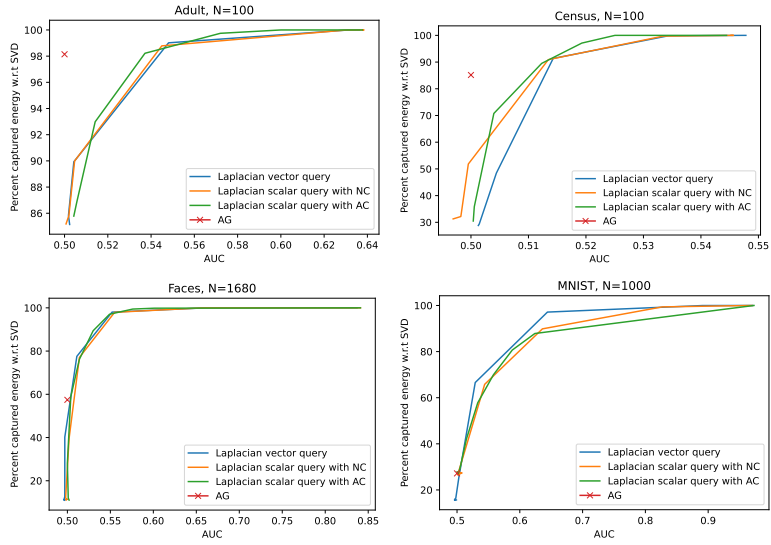 Adult, N=100
Percent captured energy w.r.t SVD
100
98
96
94
92
90
88
86
0.50 0.52 0.54 0.56 0.58 0.60 0.62 0.64
AUC
Laplacian vector query
Laplacian scalar query with NC
Laplacian scalar query with AC
AG
Census, N=100
Percent captured energy w.r.t SVD
100
90
80
70
60
50
40
30
0.50 0.51 0.52 0.53 0.54 0.55
AUC
Laplacian vector query
Laplacian scalar query with NC
Laplacian scalar query with AC
AG
Faces, N=1680
Percent captured energy w.r.t SVD
100
80
60
40
20
0.50 0.55 0.60 0.65 0.70 0.75 0.80 0.85
AUC
Laplacian vector query
Laplacian scalar query with NC
Laplacian scalar query with AC
AG
MNIST, N=1000
Percent captured energy w.r.t SVD
100
80
60
40
20
0.5 0.6 0.7 0.8 0.9
AUC
Laplacian vector query
Laplacian scalar query with NC
Laplacian scalar query with AC
AG